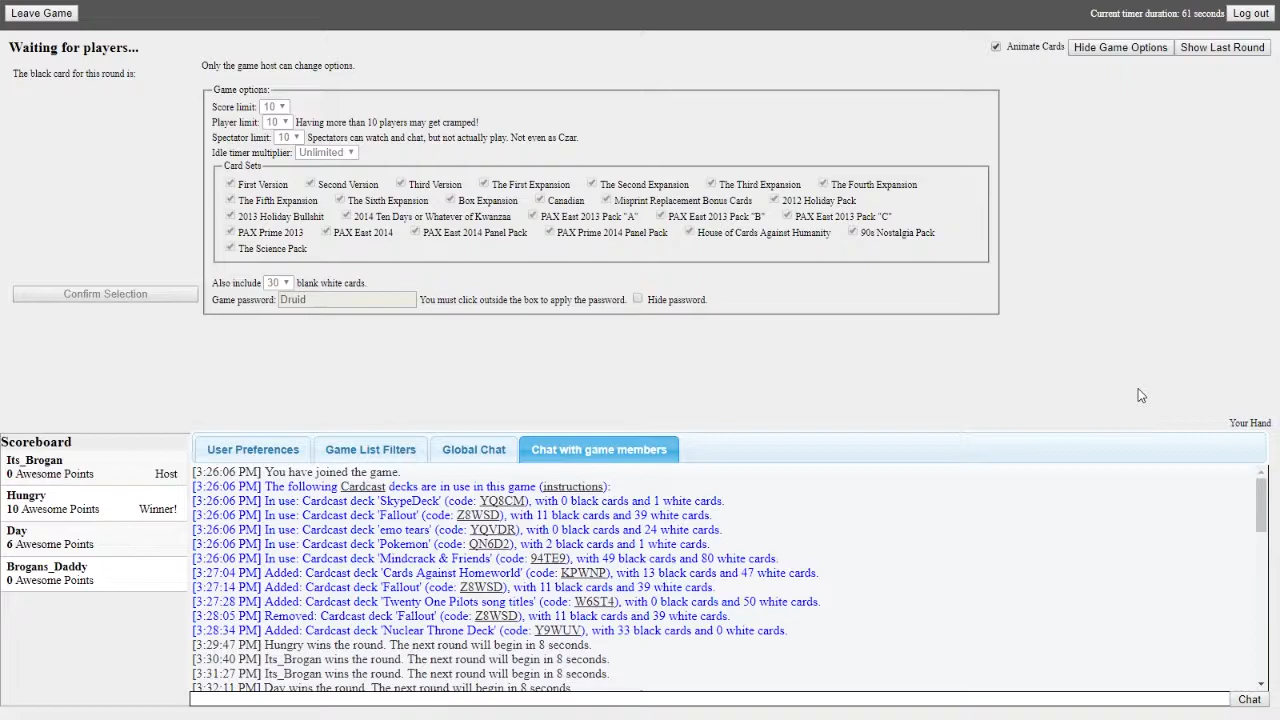 Leave Game
Current timer duration: 61 seconds Log out
Waiting for players...
Animate Cards Hide Game Options Show Last Round
The black card for this round is:
Only the game host can change options.
Game options:
Score limit: 10
Player limit: 10 Having more than 10 players may get cramped!
Spectator limit: 10 Spectators can watch and chat, but not actually play. Not even as Czar.
Idle timer multiplier: Unlimited
Card Sets
First Version Second Version Third Version The First Expansion The Second Expansion The Third Expansion The Fourth Expansion
The Fifth Expansion The Sixth Expansion Box Expansion Canadian Misprint Replacement Bonus Cards 2012 Holiday Pack
2013 Holiday Bullshit 2014 Ten Days or Whatever of Kwanzaa PAX East 2013 Pack "A" PAX East 2013 Pack "B" PAX East 2013 Pack "C"
PAX Prime 2013 PAX East 2014 PAX East 2014 Panel Pack PAX Prime 2014 Panel Pack House of Cards Against Humanity 90s Nostalgia Pack
The Science Pack
Also include 30 blank white cards.
Game password: Druid You must click outside the box to apply the password. Hide password.
Confirm Selection
Your Hand
Scoreboard
Its_Brogan
0 Awesome Points Host
Hungry
10 Awesome Points Winner!
Day
6 Awesome Points
Brogans_Daddy
0 Awesome Points
User Preferences Game List Filters Global Chat Chat with game members
[3:26:06 PM] You have joined the game.
[3:26:06 PM] The following Cardcast decks are in use in this game (instructions):
[3:26:06 PM] In use: Cardcast deck 'SkypeDeck' (code: YQ8CM), with 0 black cards and 1 white cards.
[3:26:06 PM] In use: Cardcast deck 'Fallout' (code: Z8WSD), with 11 black cards and 39 white cards.
[3:26:06 PM] In use: Cardcast deck 'emo tears' (code: YQVDR), with 0 black cards and 24 white cards.
[3:26:06 PM] In use: Cardcast deck 'Pokemon' (code: QN6D2), with 2 black cards and 1 white cards.
[3:26:06 PM] In use: Cardcast deck 'Mindcrack & Friends' (code: 94TE9), with 49 black cards and 80 white cards.
[3:27:04 PM] Added: Cardcast deck 'Cards Against Homeworld' (code: KPWNP), with 13 black cards and 47 white cards.
[3:27:14 PM] Added: Cardcast deck 'Fallout' (code: Z8WSD), with 11 black cards and 39 white cards.
[3:27:28 PM] Added: Cardcast deck 'Twenty One Pilots song titles' (code: W6ST4), with 0 black cards and 50 white cards.
[3:28:05 PM] Removed: Cardcast deck 'Fallout' (code: Z8WSD), with 11 black cards and 39 white cards.
[3:28:34 PM] Added: Cardcast deck 'Nuclear Throne Deck' (code: Y9WUV), with 33 black cards and 0 white cards.
[3:29:47 PM] Hungry wins the round. The next round will begin in 8 seconds.
[3:30:40 PM] Its_Brogan wins the round. The next round will begin in 8 seconds.
[3:31:27 PM] Its_Brogan wins the round. The next round will begin in 8 seconds.
[3:32:11 PM] Day wins the round. The next round will begin in 8 seconds.
Chat